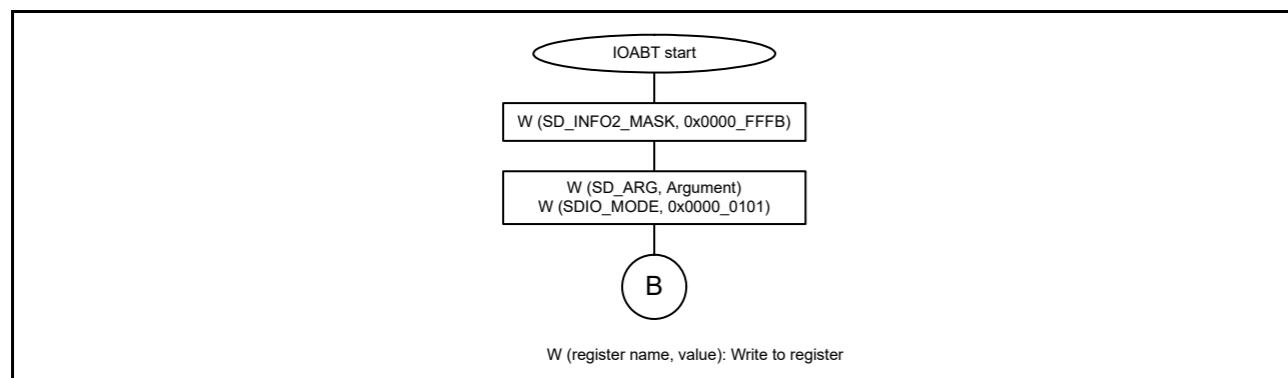 IOABT start
W (SD_INFO2_MASK, 0x0000_FFFB)
W (SD_ARG, Argument)
W (SDIO_MODE, 0x0000_0101)
B
W (register name, value): Write to register